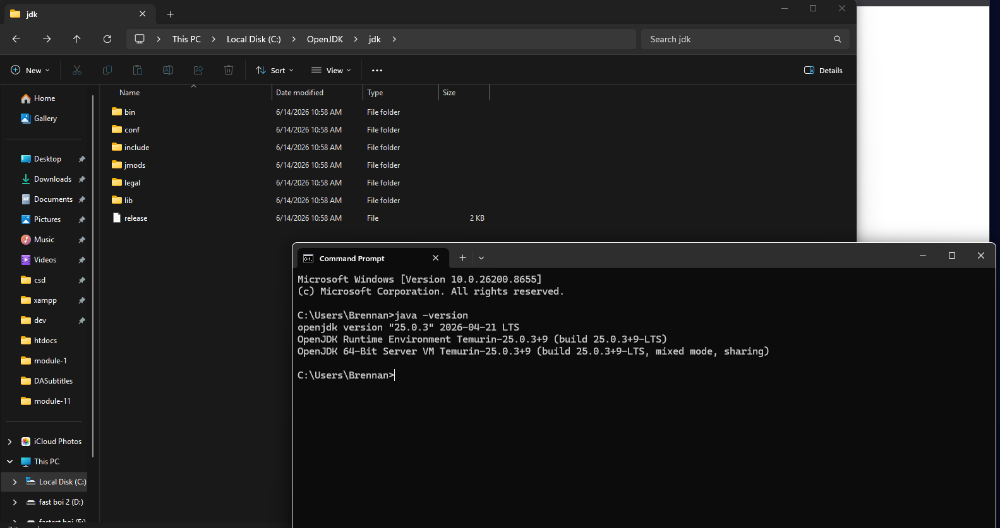 jdk
This PC
Local Disk (C:)
OpenJDK
jdk
Search jdk
New
Sort
View
Details
Home
Gallery
Desktop
Downloads
Documents
Pictures
Music
Videos
csd
xampp
dev
htdocs
module-1
DASubtitles
module-11
iCloud Photos
This PC
Local Disk (C:)
fast boi 2 (D:)
Name Date modified Type Size
bin 6/14/2026 10:58 AM File folder
conf 6/14/2026 10:58 AM File folder
include 6/14/2026 10:58 AM File folder
jmods 6/14/2026 10:58 AM File folder
legal 6/14/2026 10:58 AM File folder
lib 6/14/2026 10:58 AM File folder
release 6/14/2026 10:58 AM File 2 KB
Command Prompt
Microsoft Windows [Version 10.0.26200.8655]
(c) Microsoft Corporation. All rights reserved.
C:\Users\Brennan>java -version
openjdk version "25.0.3" 2026-04-21 LTS
OpenJDK Runtime Environment Temurin-25.0.3+9 (build 25.0.3+9-LTS)
OpenJDK 64-Bit Server VM Temurin-25.0.3+9 (build 25.0.3+9-LTS, mixed mode, sharing)
C:\Users\Brennan>